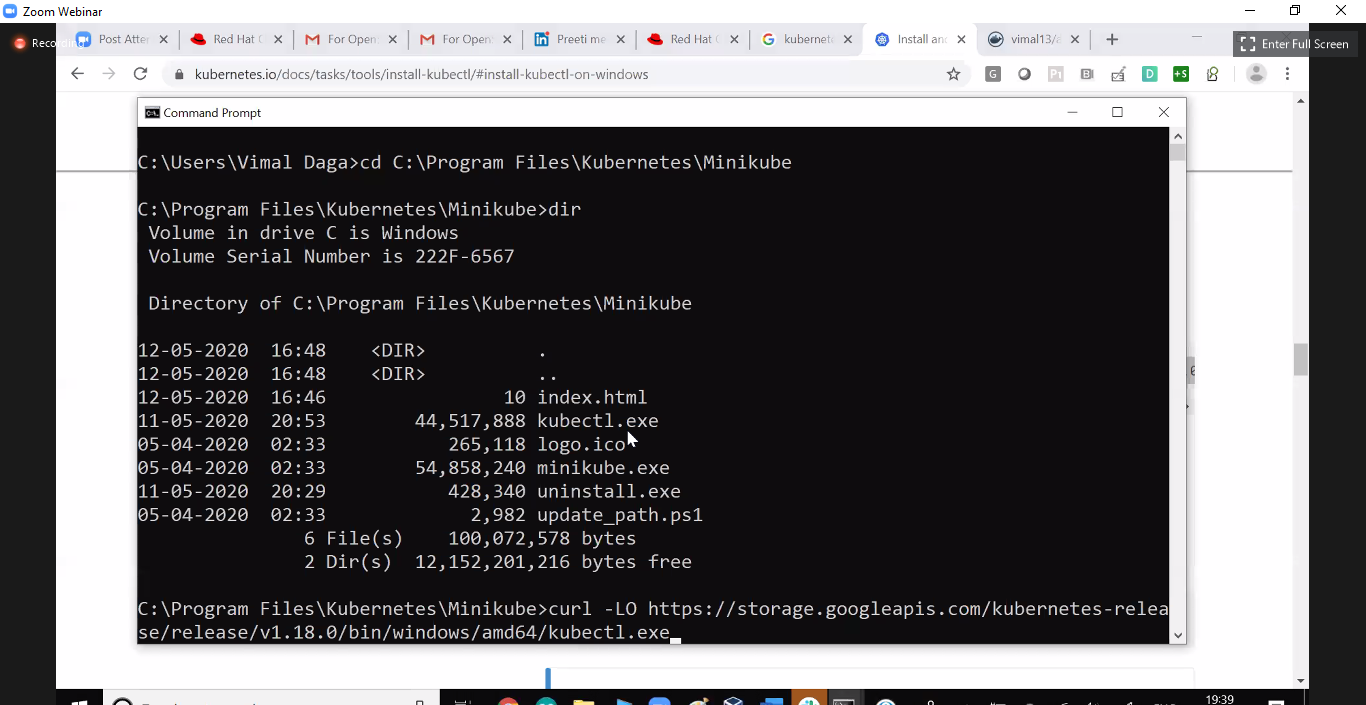 Zoom Webinar
Recording
Post Atter
Red Hat
For Open
For Open
Preeti me
Red Hat
kubernete
Install and
vimal13/
Enter Full Screen
kubernetes.io/docs/tasks/tools/install-kubectl/#install-kubectl-on-windows
Command Prompt
C:\Users\Vimal Daga>cd C:\Program Files\Kubernetes\Minikube
C:\Program Files\Kubernetes\Minikube>dir
Volume in drive C is Windows
Volume Serial Number is 222F-6567
Directory of C:\Program Files\Kubernetes\Minikube
12-05-2020 16:48 <DIR> .
12-05-2020 16:48 <DIR> ..
12-05-2020 16:46 10 index.html
11-05-2020 20:53 44,517,888 kubectl.exe
05-04-2020 02:33 265,118 logo.ico
05-04-2020 02:33 54,858,240 minikube.exe
11-05-2020 20:29 428,340 uninstall.exe
05-04-2020 02:33 2,982 update_path.ps1
6 File(s) 100,072,578 bytes
2 Dir(s) 12,152,201,216 bytes free
C:\Program Files\Kubernetes\Minikube>curl -LO https://storage.googleapis.com/kubernetes-relea
se/release/v1.18.0/bin/windows/amd64/kubectl.exe
19:39